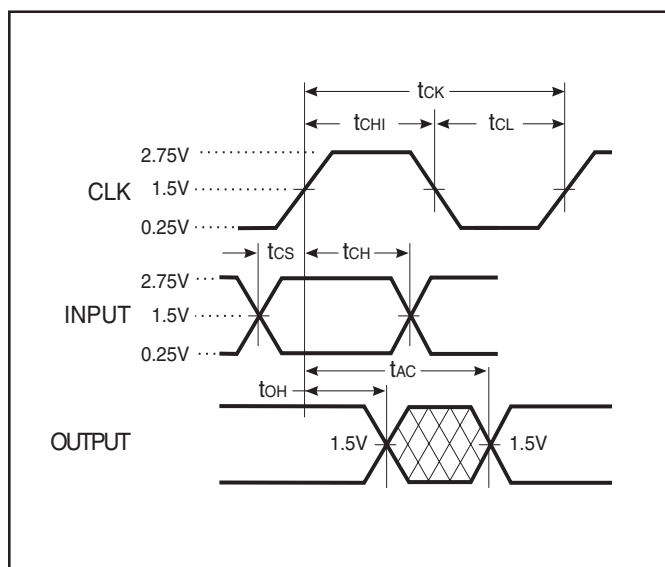 tCK
tCHI tCL
2.75V
CLK 1.5V
0.25V
tCS tCH
2.75V
INPUT 1.5V
0.25V
tAC
tOH
OUTPUT 1.5V 1.5V